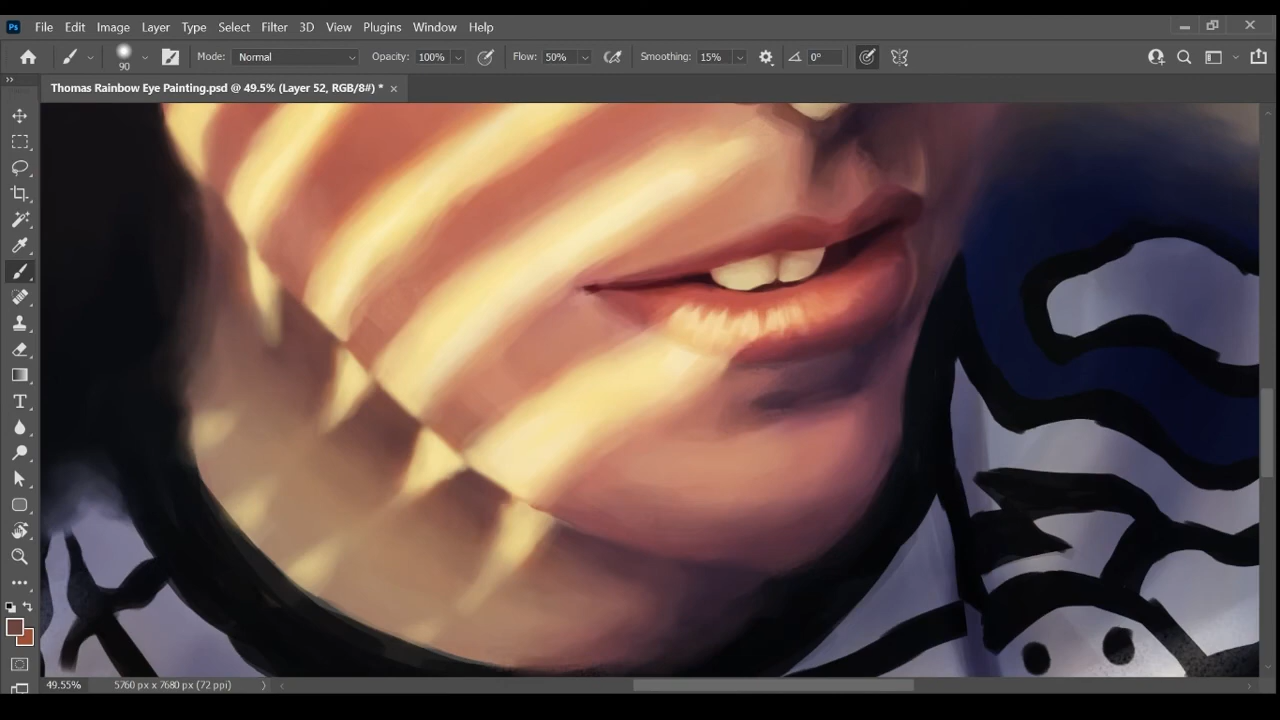 Ps File Edit Image Layer Type Select Filter 3D View Plugins Window Help
90 Mode: Normal Opacity: 100% Flow: 50% Smoothing: 15% 0°
Thomas Rainbow Eye Painting.psd @ 49.5% (Layer 52, RGB/8#) * ×
T
49.55% 5760 px x 7680 px (72 ppi)